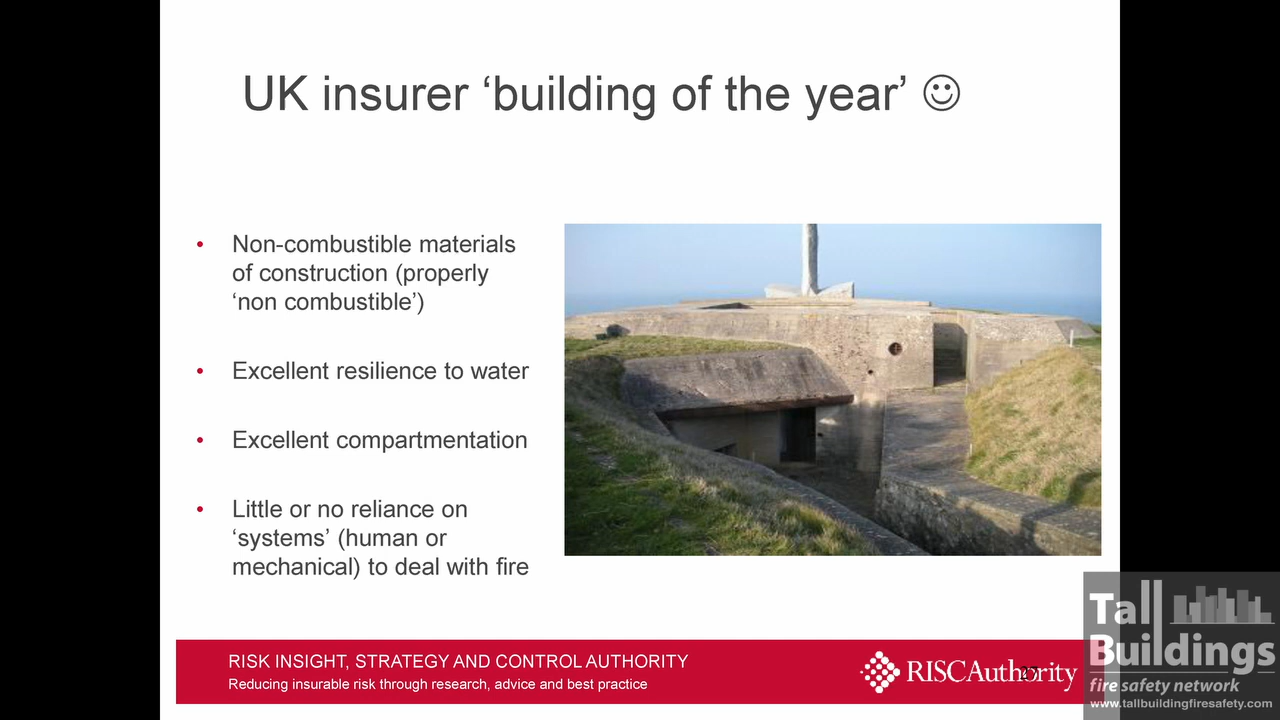 UK insurer ‘building of the year’ ☺
• Non-combustible materials
of construction (properly
‘non combustible’)
• Excellent resilience to water
• Excellent compartmentation
• Little or no reliance on
‘systems’ (human or
mechanical) to deal with fire
RISK INSIGHT, STRATEGY AND CONTROL AUTHORITY
Reducing insurable risk through research, advice and best practice
RISCAuthority
27
Tall
Buildings
fire safety network
www.tallbuildingfiresafety.com